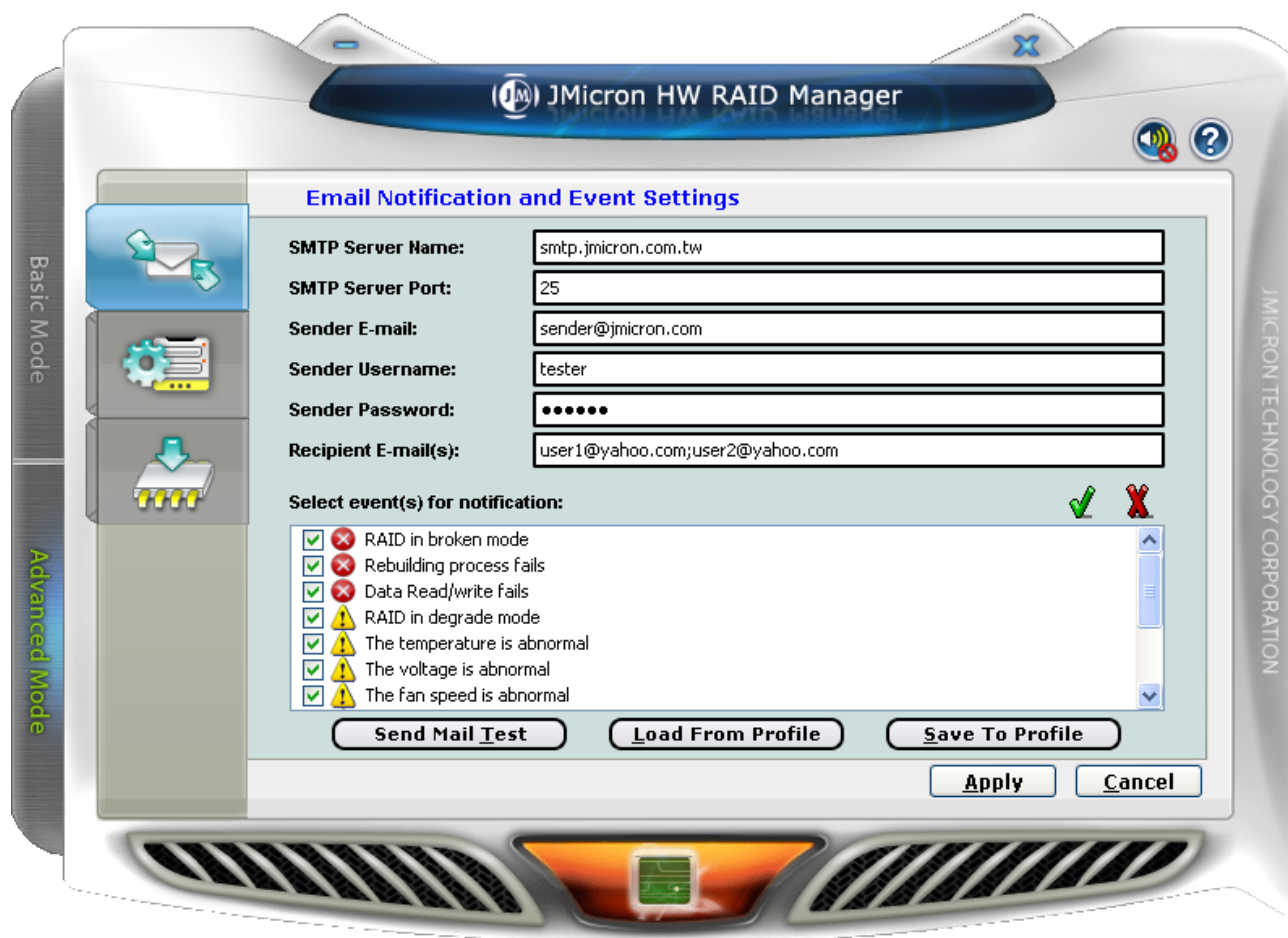 JM JMicron HW RAID Manager
Email Notification and Event Settings
SMTP Server Name: smtp.jmicron.com.tw
SMTP Server Port: 25
Sender E-mail: sender@jmicron.com
Sender Username: tester
Sender Password: ••••••
Recipient E-mail(s): user1@yahoo.com;user2@yahoo.com
Select event(s) for notification:
RAID in broken mode
Rebuilding process fails
Data Read/write fails
RAID in degrade mode
The temperature is abnormal
The voltage is abnormal
The fan speed is abnormal
Send Mail Test Load From Profile Save To Profile
Apply Cancel
Basic Mode
Advanced Mode
JMICRON TECHNOLOGY CORPORATION